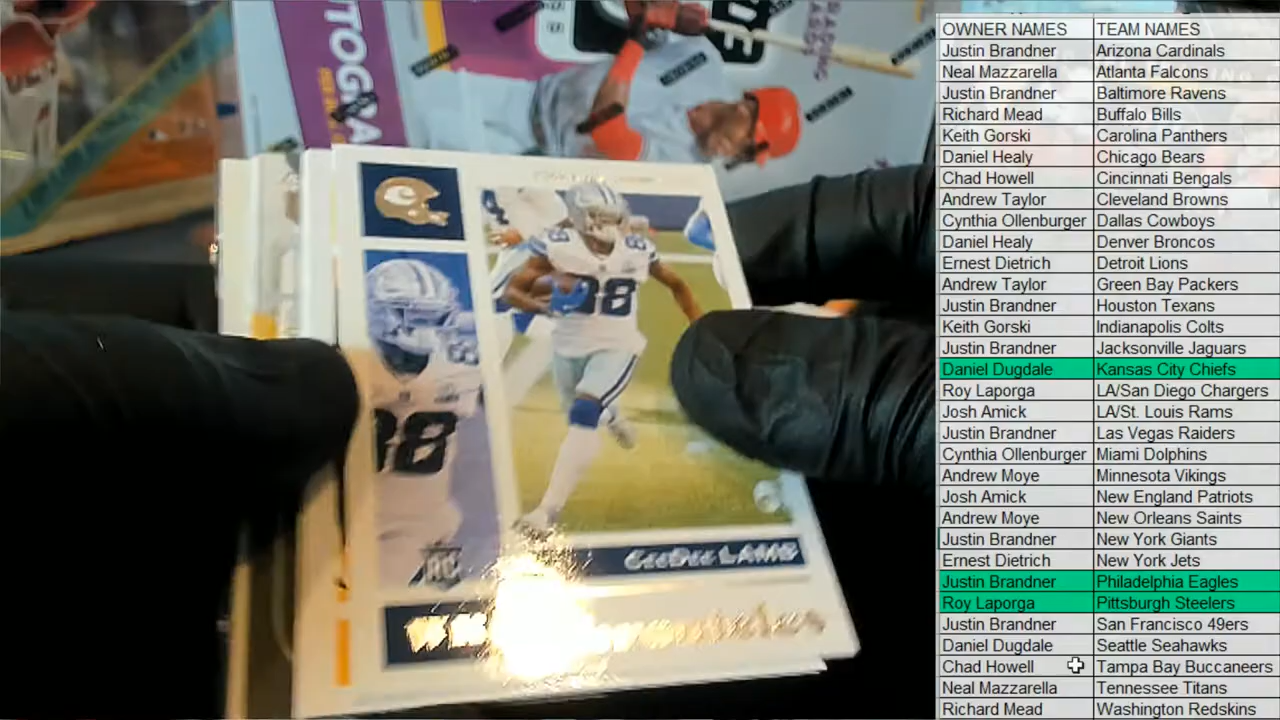 TOGRA
88
88
RC
CeeDee LAMB
OWNER NAMES TEAM NAMES
Justin Brandner Arizona Cardinals
Neal Mazzarella Atlanta Falcons
Justin Brandner Baltimore Ravens
Richard Mead Buffalo Bills
Keith Gorski Carolina Panthers
Daniel Healy Chicago Bears
Chad Howell Cincinnati Bengals
Andrew Taylor Cleveland Browns
Cynthia Ollenburger Dallas Cowboys
Daniel Healy Denver Broncos
Ernest Dietrich Detroit Lions
Andrew Taylor Green Bay Packers
Justin Brandner Houston Texans
Keith Gorski Indianapolis Colts
Justin Brandner Jacksonville Jaguars
Daniel Dugdale Kansas City Chiefs
Roy Laporga LA/San Diego Chargers
Josh Amick LA/St. Louis Rams
Justin Brandner Las Vegas Raiders
Cynthia Ollenburger Miami Dolphins
Andrew Moye Minnesota Vikings
Josh Amick New England Patriots
Andrew Moye New Orleans Saints
Justin Brandner New York Giants
Ernest Dietrich New York Jets
Justin Brandner Philadelphia Eagles
Roy Laporga Pittsburgh Steelers
Justin Brandner San Francisco 49ers
Daniel Dugdale Seattle Seahawks
Chad Howell Tampa Bay Buccaneers
Neal Mazzarella Tennessee Titans
Richard Mead Washington Redskins